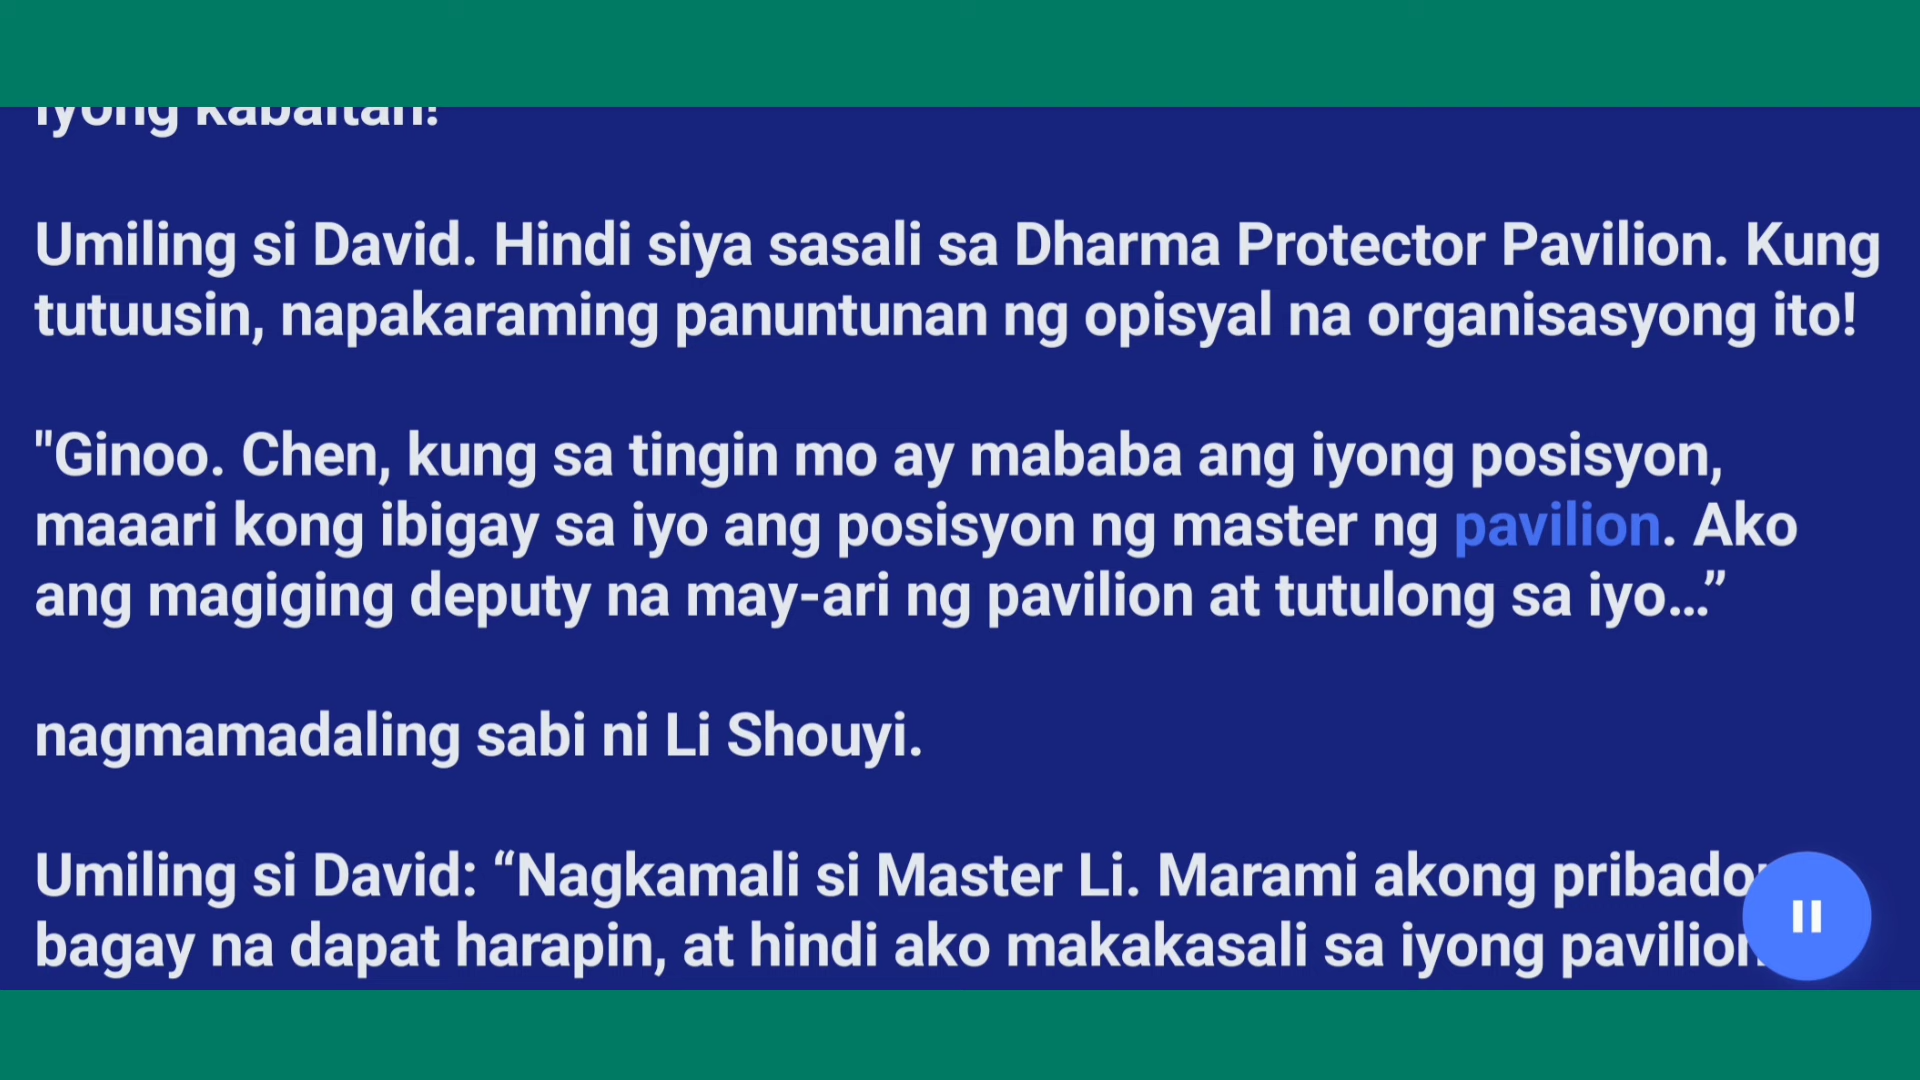 iyong kabaitan!
Umiling si David. Hindi siya sasali sa Dharma Protector Pavilion. Kung
tutuusin, napakaraming panuntunan ng opisyal na organisasyong ito!
"Ginoo. Chen, kung sa tingin mo ay mababa ang iyong posisyon,
maaari kong ibigay sa iyo ang posisyon ng master ng pavilion. Ako
ang magiging deputy na may-ari ng pavilion at tutulong sa iyo…”
nagmamadaling sabi ni Li Shouyi.
Umiling si David: “Nagkamali si Master Li. Marami akong pribadong
bagay na dapat harapin, at hindi ako makakasali sa iyong pavilion